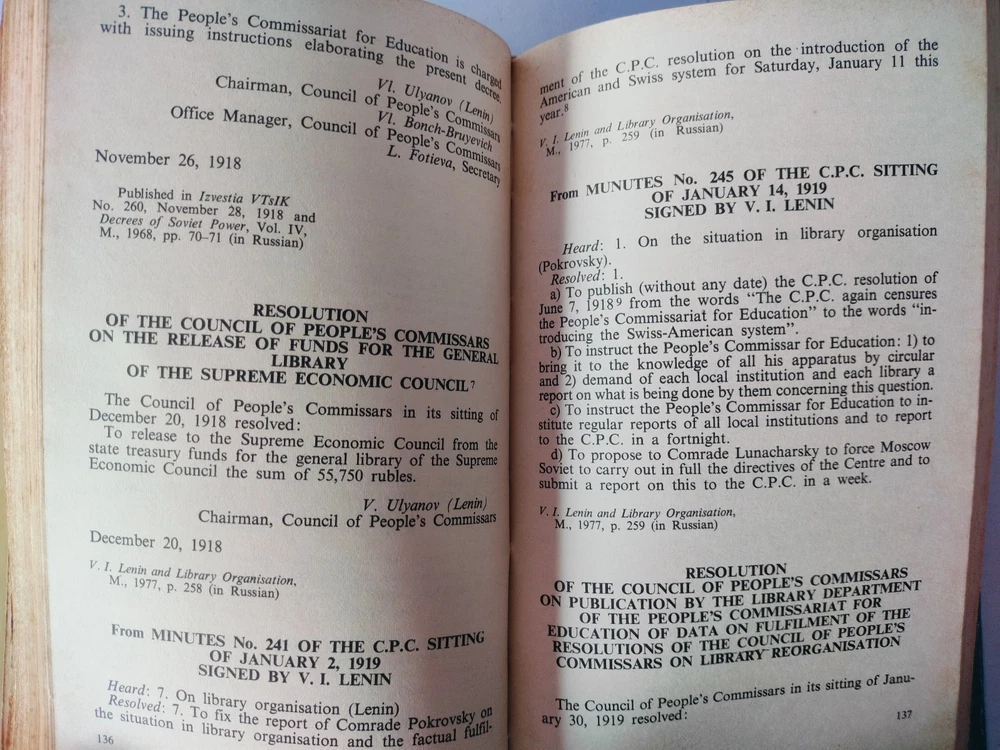 3. The People's Commissariat for Education is charged
with issuing instructions elaborating the present decree.
Vl. Ulyanov (Lenin)
Chairman, Council of People's Commissars
Vl. Bonch-Bruyevich
Office Manager, Council of People's Commissars
L. Fotieva, Secretary
November 26, 1918
Published in Izvestia VTsIK
No. 260, November 28, 1918 and
Decrees of Soviet Power, Vol. IV,
M., 1968, pp. 70–71 (in Russian)
RESOLUTION
OF THE COUNCIL OF PEOPLE'S COMMISSARS
ON THE RELEASE OF FUNDS FOR THE GENERAL
LIBRARY
OF THE SUPREME ECONOMIC COUNCIL⁷
The Council of People's Commissars in its sitting of
December 20, 1918 resolved:
To release to the Supreme Economic Council from the
state treasury funds for the general library of the Supreme
Economic Council the sum of 55,750 rubles.
V. Ulyanov (Lenin)
Chairman, Council of People's Commissars
December 20, 1918
V. I. Lenin and Library Organisation,
M., 1977, p. 258 (in Russian)
From MINUTES No. 241 OF THE C.P.C. SITTING
OF JANUARY 2, 1919
SIGNED BY V. I. LENIN
Heard: 7. On library organisation (Lenin)
Resolved: 7. To fix the report of Comrade Pokrovsky on
the situation in library organisation and the factual fulfil-
136
ment of the C.P.C. resolution on the introduction of the
American and Swiss system for Saturday, January 11 this
year.⁸
V. I. Lenin and Library Organisation,
M., 1977, p. 259 (in Russian)
From MUNUTES No. 245 OF THE C.P.C. SITTING
OF JANUARY 14, 1919
SIGNED BY V. I. LENIN
Heard: 1. On the situation in library organisation
(Pokrovsky).
Resolved: 1.
a) To publish (without any date) the C.P.C. resolution of
June 7, 1918⁹ from the words "The C.P.C. again censures
the People's Commissariat for Education" to the words "in-
troducing the Swiss-American system".
b) To instruct the People's Commissar for Education: 1) to
bring it to the knowledge of all his apparatus by circular
and 2) demand of each local institution and each library a
report on what is being done by them concerning this question.
c) To instruct the People's Commissar for Education to in-
stitute regular reports of all local institutions and to report
to the C.P.C. in a fortnight.
d) To propose to Comrade Lunacharsky to force Moscow
Soviet to carry out in full the directives of the Centre and to
submit a report on this to the C.P.C. in a week.
V. I. Lenin and Library Organisation,
M., 1977, p. 259 (in Russian)
RESOLUTION
OF THE COUNCIL OF PEOPLE'S COMMISSARS
ON PUBLICATION BY THE LIBRARY DEPARTMENT
OF THE PEOPLE'S COMMISSARIAT FOR
EDUCATION OF DATA ON FULFILMENT OF THE
RESOLUTIONS OF THE COUNCIL OF PEOPLE'S
COMMISSARS ON LIBRARY REORGANISATION
The Council of People's Commissars in its sitting of Janu-
ary 30, 1919 resolved:
137